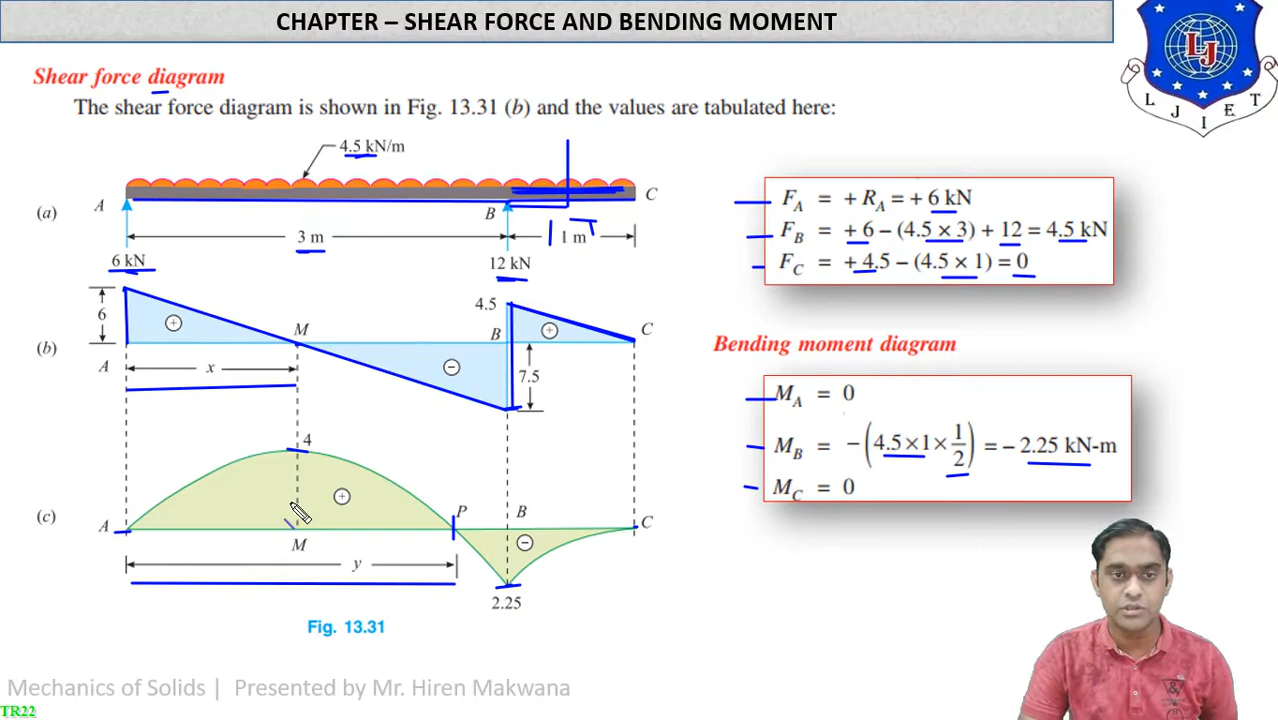 CHAPTER – SHEAR FORCE AND BENDING MOMENT
LJ
L J I E T
Shear force diagram
The shear force diagram is shown in Fig. 13.31 (b) and the values are tabulated here:
4.5 kN/m
(a) A B C
3 m 1 m
6 kN 12 kN
F_A = + R_A = + 6 kN
F_B = + 6 – (4.5 × 3) + 12 = 4.5 kN
F_C = + 4.5 – (4.5 × 1) = 0
4.5
6 + M B + C
(b) A x − 7.5
Bending moment diagram
M_A = 0
M_B = −(4.5×1×1/2) = – 2.25 kN-m
M_C = 0
4
(c) A + P B C
M −
y
2.25
Fig. 13.31
Mechanics of Solids | Presented by Mr. Hiren Makwana
TR22